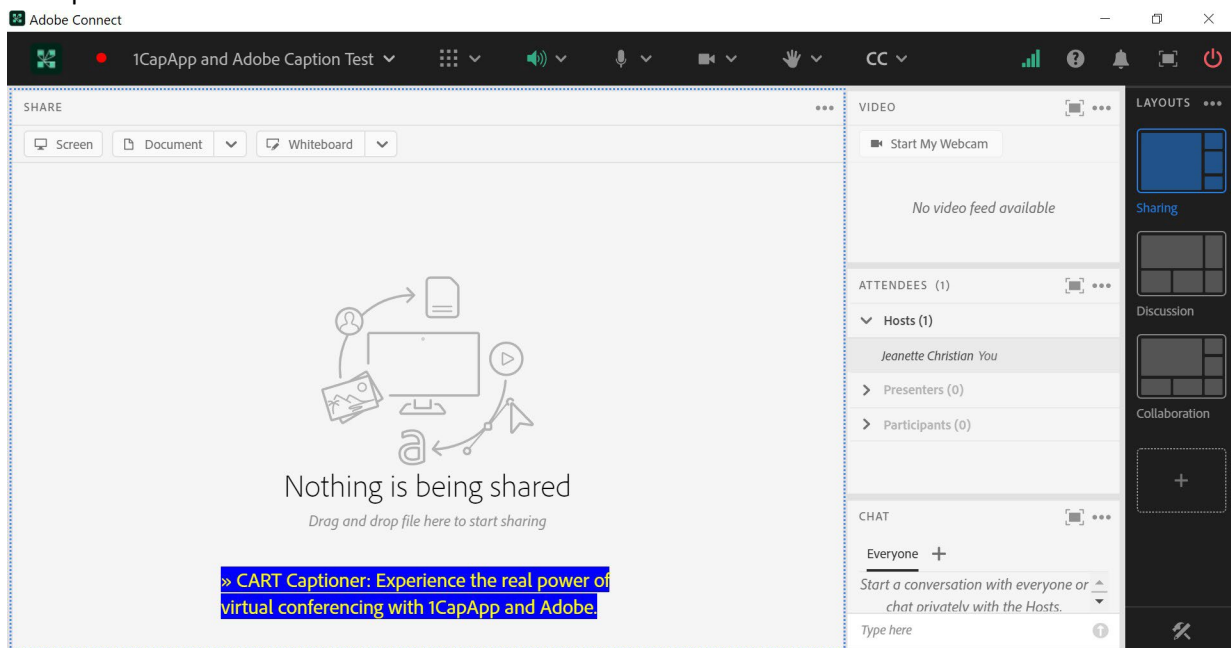 Adobe Connect
1CapApp and Adobe Caption Test
CC
SHARE
Screen
Document
Whiteboard
Nothing is being shared
Drag and drop file here to start sharing
» CART Captioner: Experience the real power of
virtual conferencing with 1CapApp and Adobe.
VIDEO
Start My Webcam
No video feed available
ATTENDEES (1)
Hosts (1)
Jeanette Christian You
Presenters (0)
Participants (0)
CHAT
Everyone
Start a conversation with everyone or
chat privately with the Hosts.
Type here
LAYOUTS
Sharing
Discussion
Collaboration